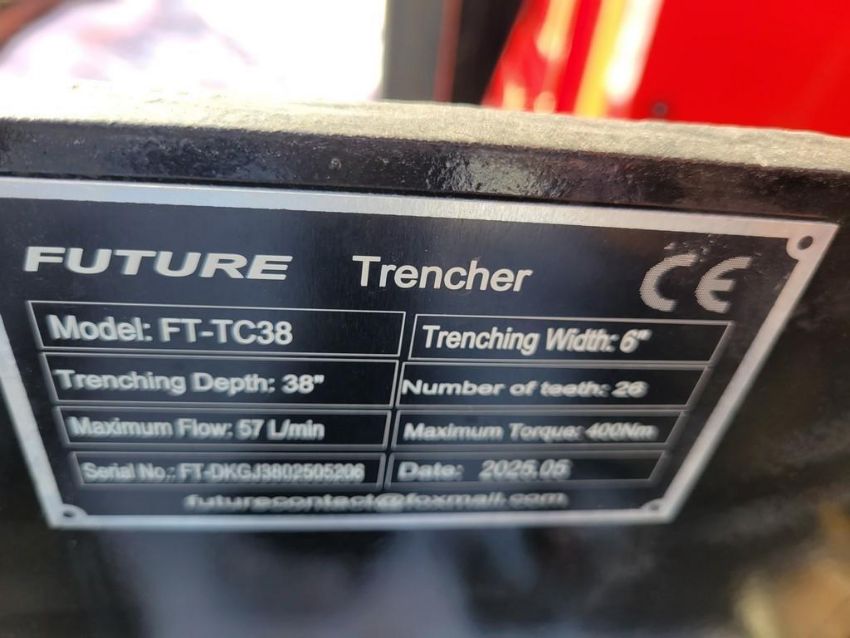 FUTURE Trencher CE
Model: FT-TC38 Trenching Width: 6"
Trenching Depth: 38" Number of teeth: 26
Maximum Flow: 57 L/min Maximum Torque: 400Nm
Serial No.: FT-DKGJ3802505206 Date: 2025.05
futurecontact@foxmail.com